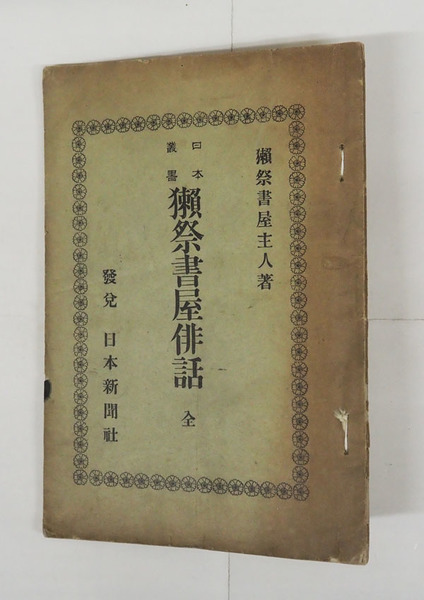 獺祭書屋主人著
日本
叢書
獺祭書屋俳話 全
發兌 日本新聞社